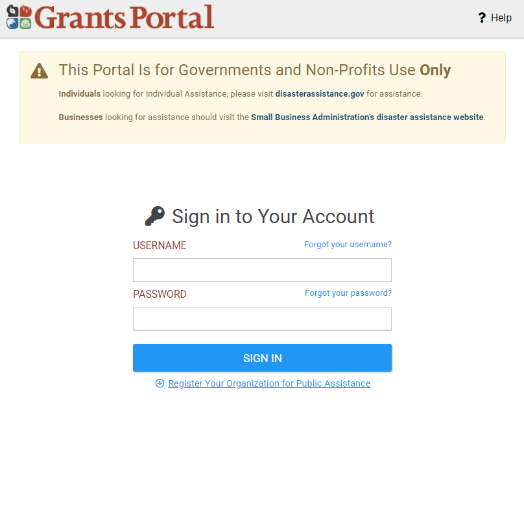 Grants Portal
? Help
This Portal Is for Governments and Non-Profits Use Only
Individuals looking for Individual Assistance, please visit disasterassistance.gov for assistance.
Businesses looking for assistance should visit the Small Business Administration's disaster assistance website.
Sign in to Your Account
USERNAME Forgot your username?
PASSWORD Forgot your password?
SIGN IN
Register Your Organization for Public Assistance